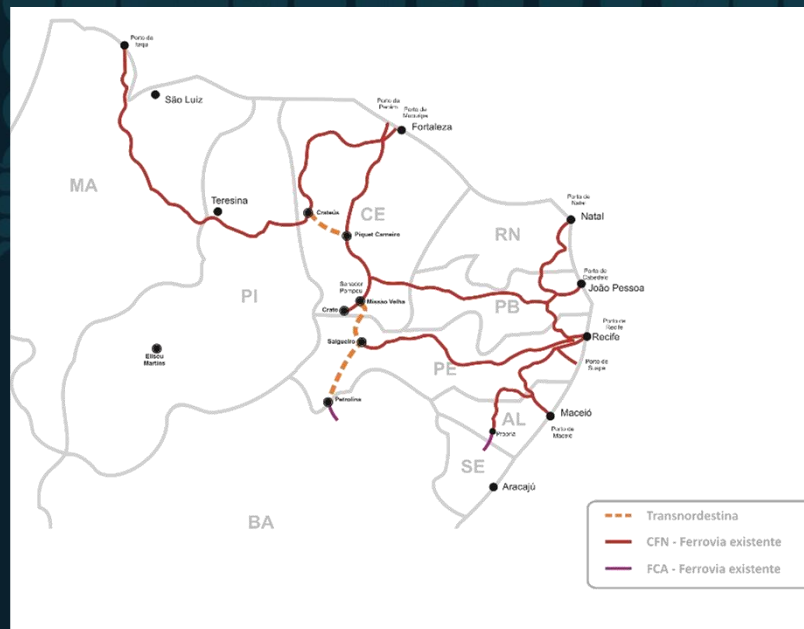 Porto de
Itaqui
São Luiz
Porto do
Pecém
Porto de
Mucuripe
Fortaleza
MA
Teresina
Crateús
CE
Piquet Carneiro
Porto de
Natal
Natal
RN
Porto de
Cabedelo
João Pessoa
PI
Senador
Pompeu
Missão Velha
Crato
PB
Porto de
Recife
Recife
Salgueiro
Eliseu
Martins
PE
Porto de
Suape
Petrolina
AL
Maceió
Porto de
Maceió
Propriá
SE
Aracajú
BA
Transnordestina
CFN - Ferrovia existente
FCA - Ferrovia existente